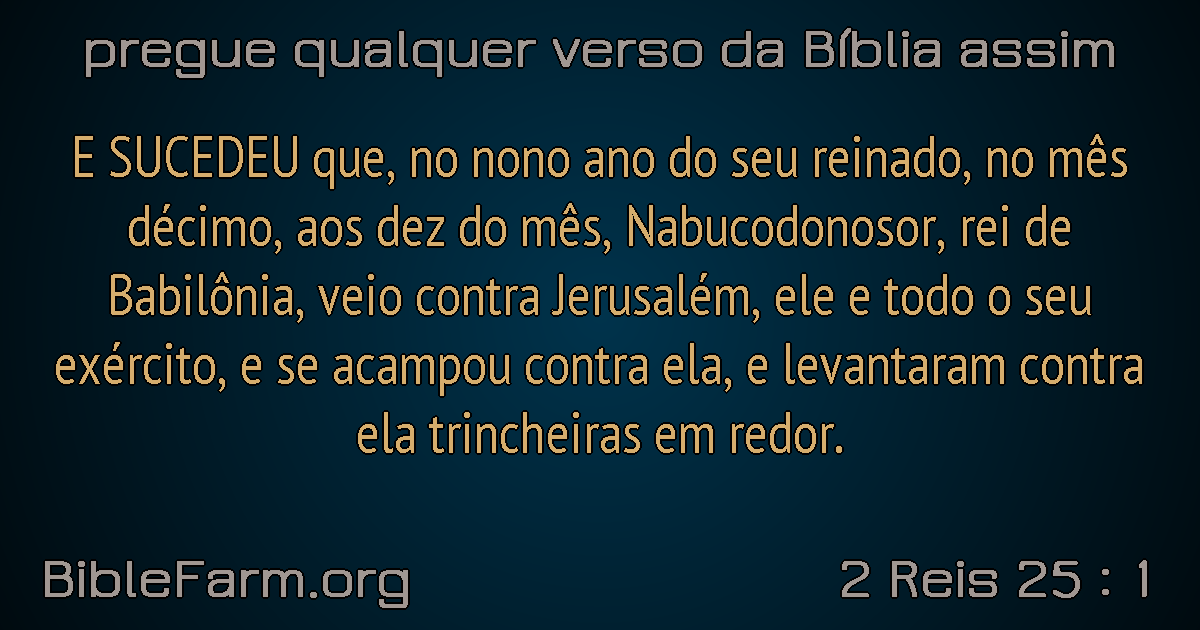 pregue qualquer verso da Bíblia assim
E SUCEDEU que, no nono ano do seu reinado, no mês
décimo, aos dez do mês, Nabucodonosor, rei de
Babilônia, veio contra Jerusalém, ele e todo o seu
exército, e se acampou contra ela, e levantaram contra
ela trincheiras em redor.
BibleFarm.org
2 Reis 25 : 1